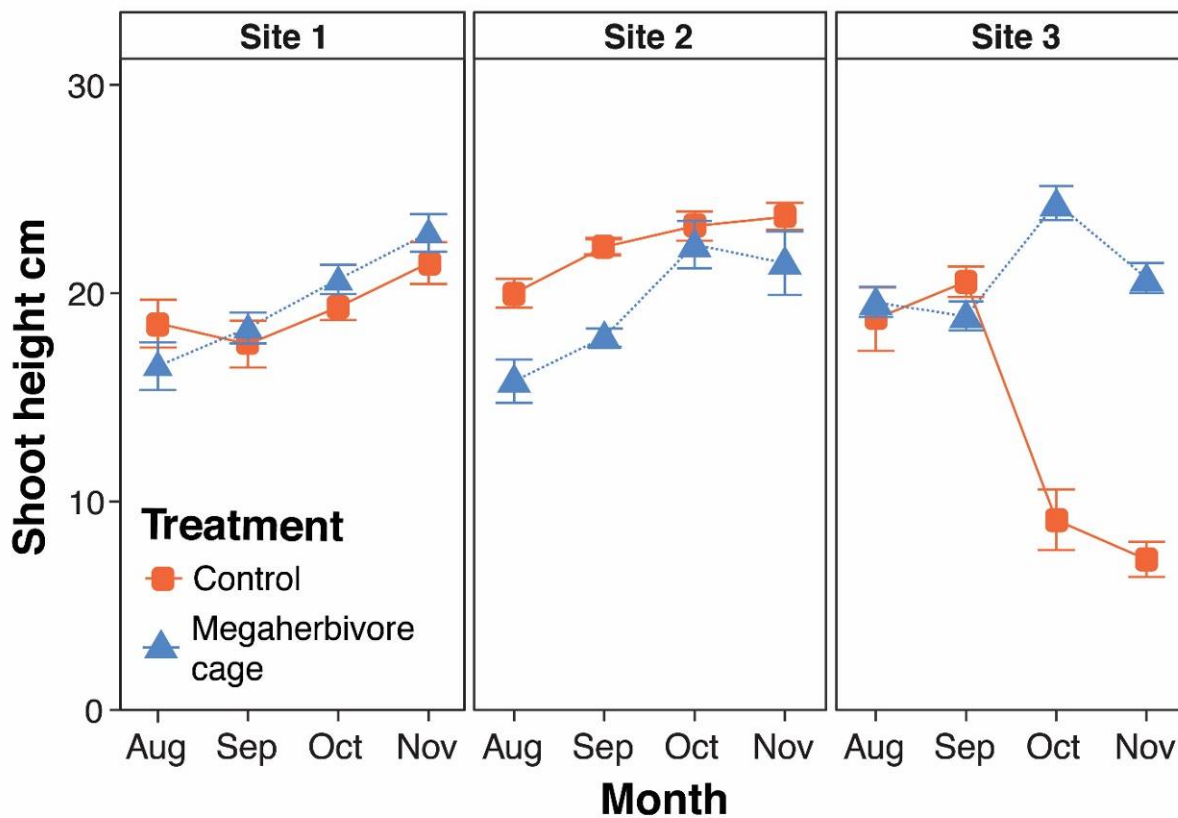 Site 1
Site 2
Site 3
30
20
10
0
Shoot height cm
Treatment
Control
Megaherbivore
cage
Aug Sep Oct Nov
Aug Sep Oct Nov
Aug Sep Oct Nov
Month